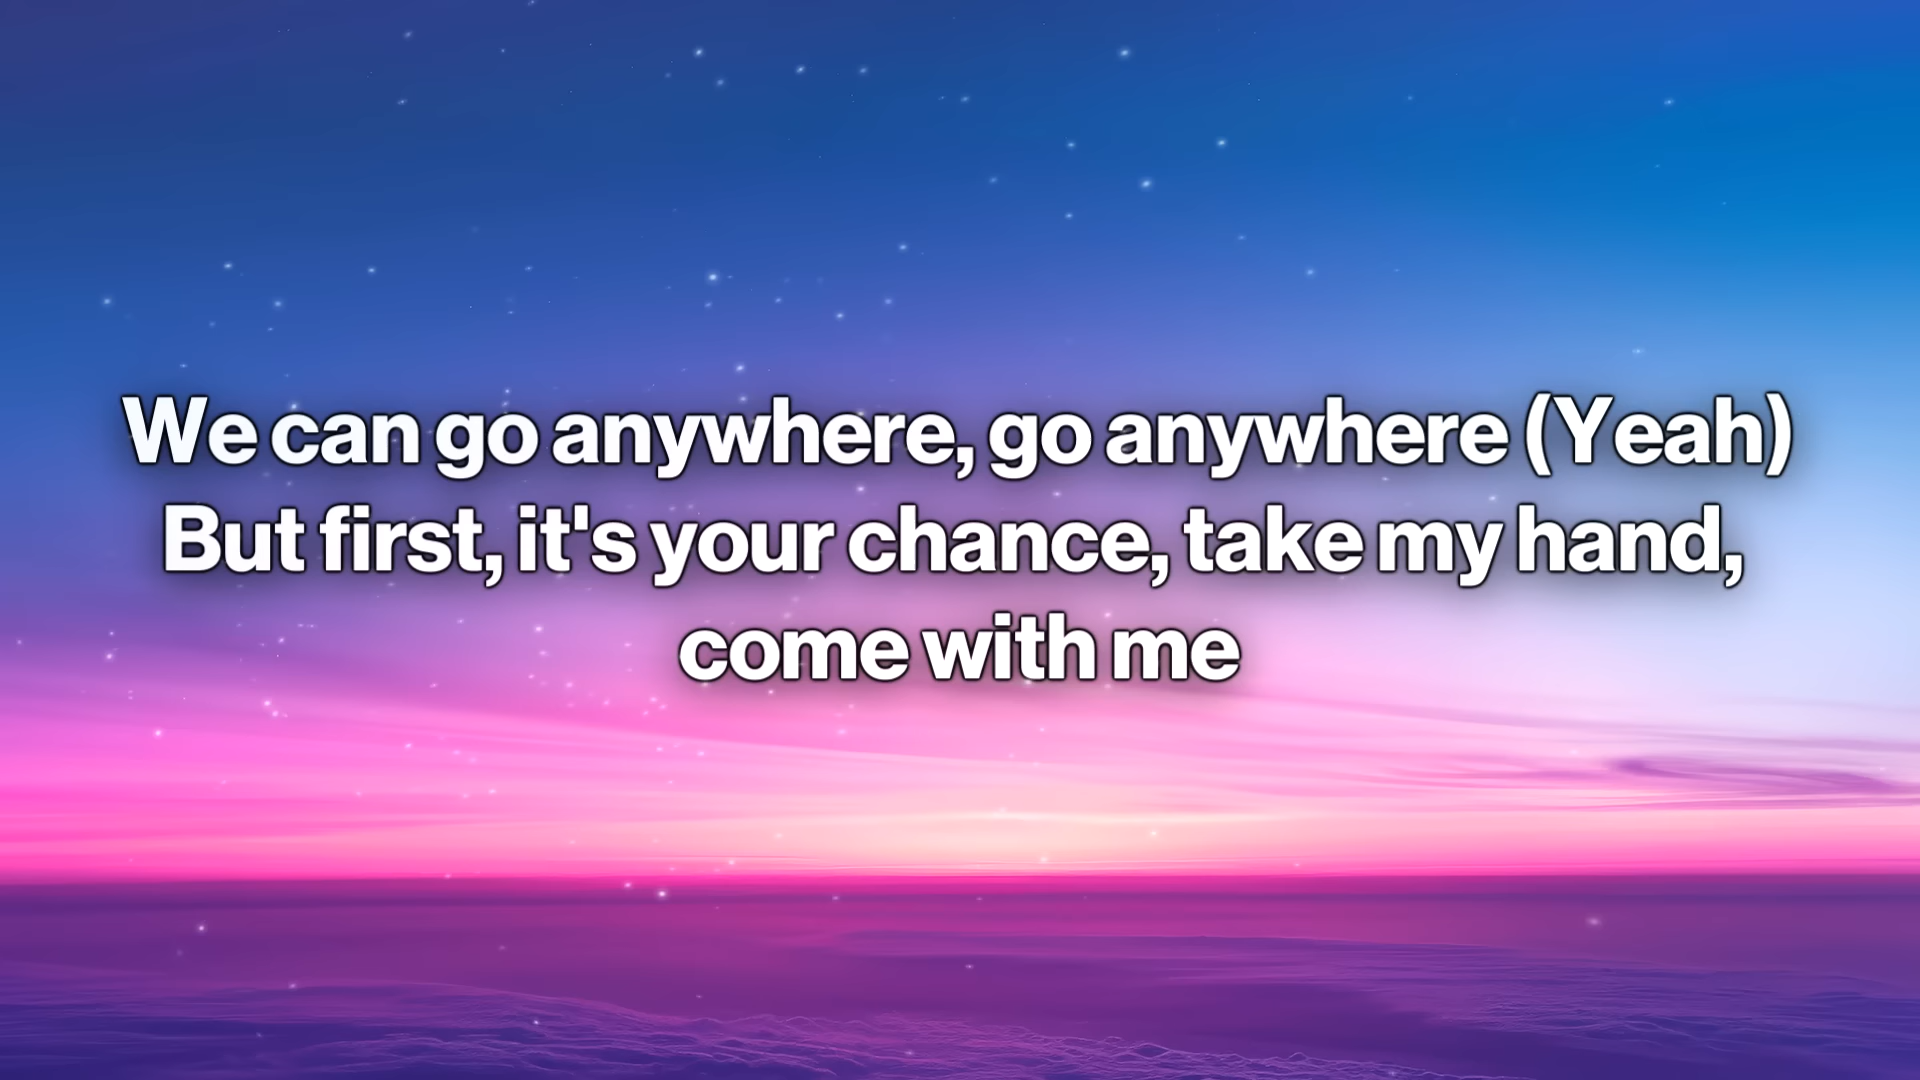 We can go anywhere, go anywhere (Yeah)
But first, it's your chance, take my hand,
come with me